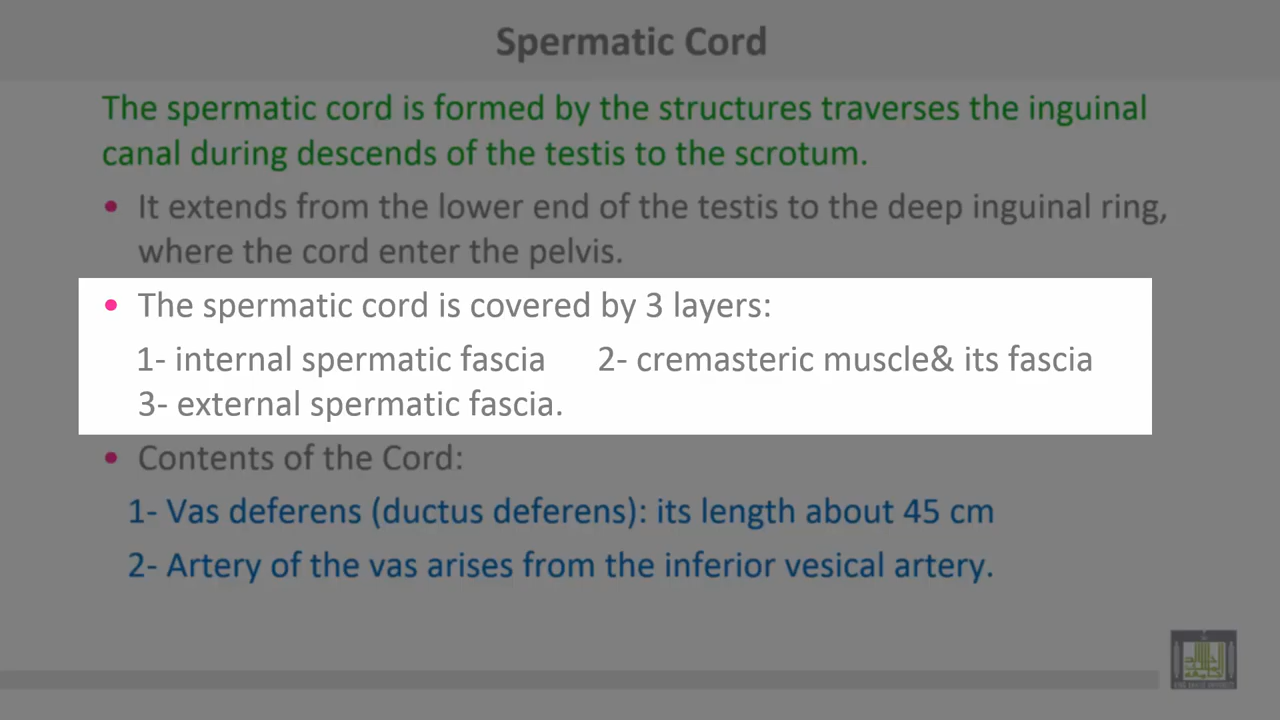 Spermatic Cord
The spermatic cord is formed by the structures traverses the inguinal
canal during descends of the testis to the scrotum.
• It extends from the lower end of the testis to the deep inguinal ring,
where the cord enter the pelvis.
• The spermatic cord is covered by 3 layers:
1- internal spermatic fascia 2- cremasteric muscle& its fascia
3- external spermatic fascia.
• Contents of the Cord:
1- Vas deferens (ductus deferens): its length about 45 cm
2- Artery of the vas arises from the inferior vesical artery.